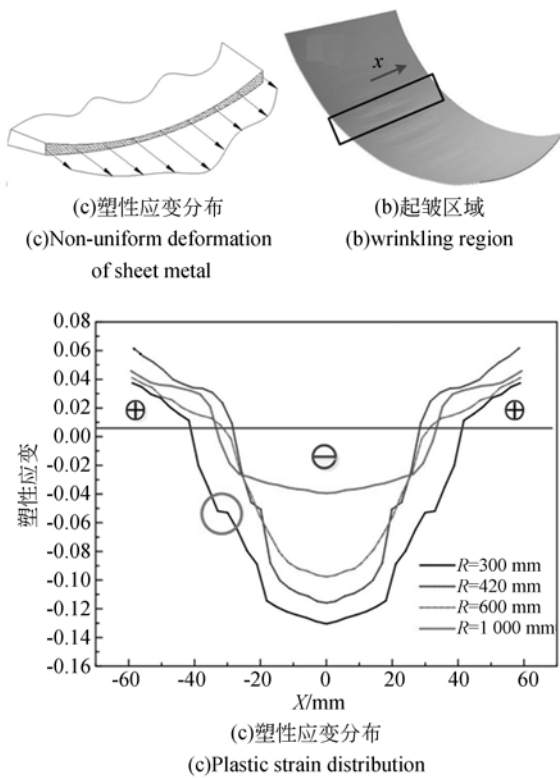 x
(c)塑性应变分布
(c)Non-uniform deformation
of sheet metal
(b)起皱区域
(b)wrinkling region
0.08
0.06
0.04
0.02
0.00
-0.02
-0.04
-0.06
-0.08
-0.10
-0.12
-0.14
-0.16
塑性应变
R=300 mm
R=420 mm
R=600 mm
R=1 000 mm
-60 -40 -20 0 20 40 60
X/mm
(c)塑性应变分布
(c)Plastic strain distribution